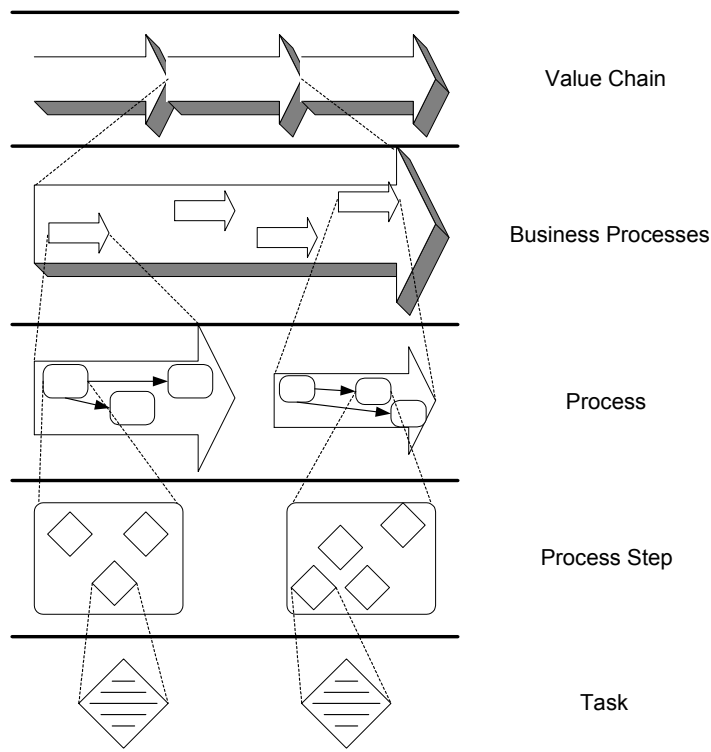 Value Chain
Business Processes
Process
Process Step
Task